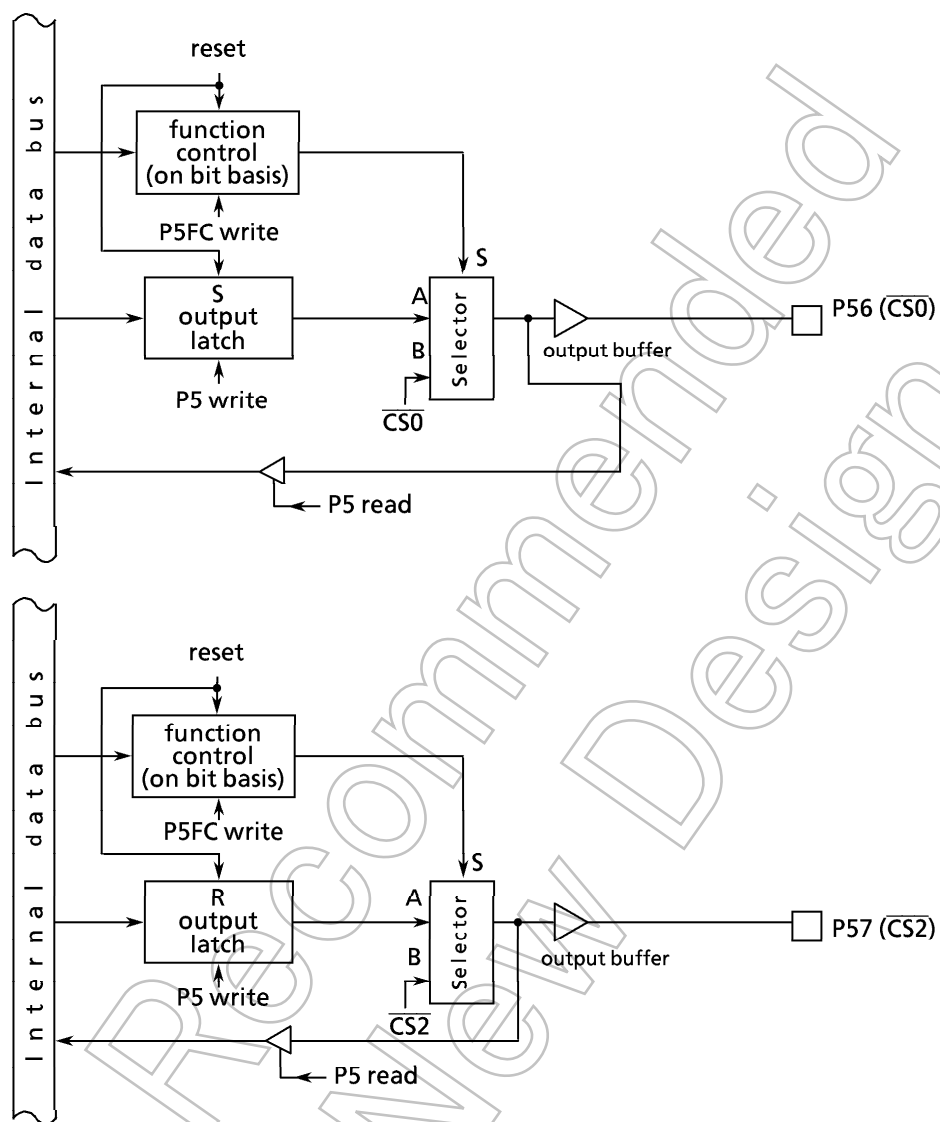 Internal data bus
reset
function
control
(on bit basis)
P5FC write
S
output
latch
P5 write
S
A
B
Selector
CS0
output buffer
P56 (CS0)
P5 read
Internal data bus
reset
function
control
(on bit basis)
P5FC write
R
output
latch
P5 write
S
A
B
Selector
CS2
output buffer
P57 (CS2)
P5 read
Recommended
New Design